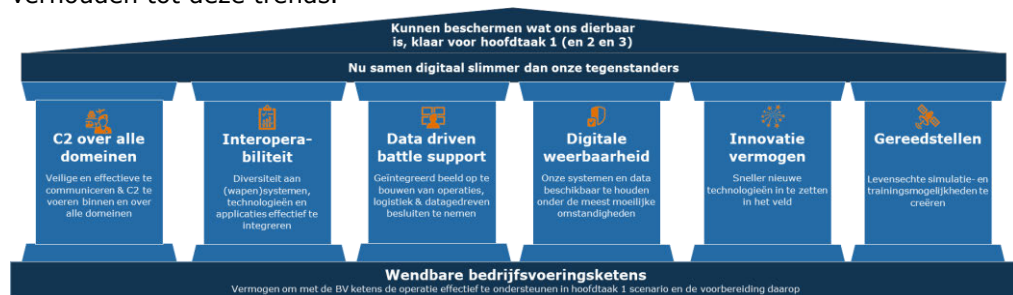 verhouden tot deze trends.
Kunnen beschermen wat ons dierbaar
is, klaar voor hoofdtaak 1 (en 2 en 3)
Nu samen digitaal slimmer dan onze tegenstanders
C2 over alle
domeinen
Veilige en effectieve te
communiceren & C2 te
voeren binnen en over
alle domeinen
Interopera-
biliteit
Diversiteit aan
(wapen)systemen,
technologieën en
applicaties effectief te
integreren
Data driven
battle support
Geïntegreerd beeld op te
bouwen van operaties,
logistiek & datagedreven
besluiten te nemen
Digitale
weerbaarheid
Onze systemen en data
beschikbaar te houden
onder de meest moeilijke
omstandigheden
Innovatie
vermogen
Sneller nieuwe
technologieën in te zetten
in het veld
Gereedstellen
Levensechte simulatie- en
trainingsmogelijkheden te
creëren
Wendbare bedrijfsvoeringsketens
Vermogen om met de BV ketens de operatie effectief te ondersteunen in hoofdtaak 1 scenario en de voorbereiding daarop